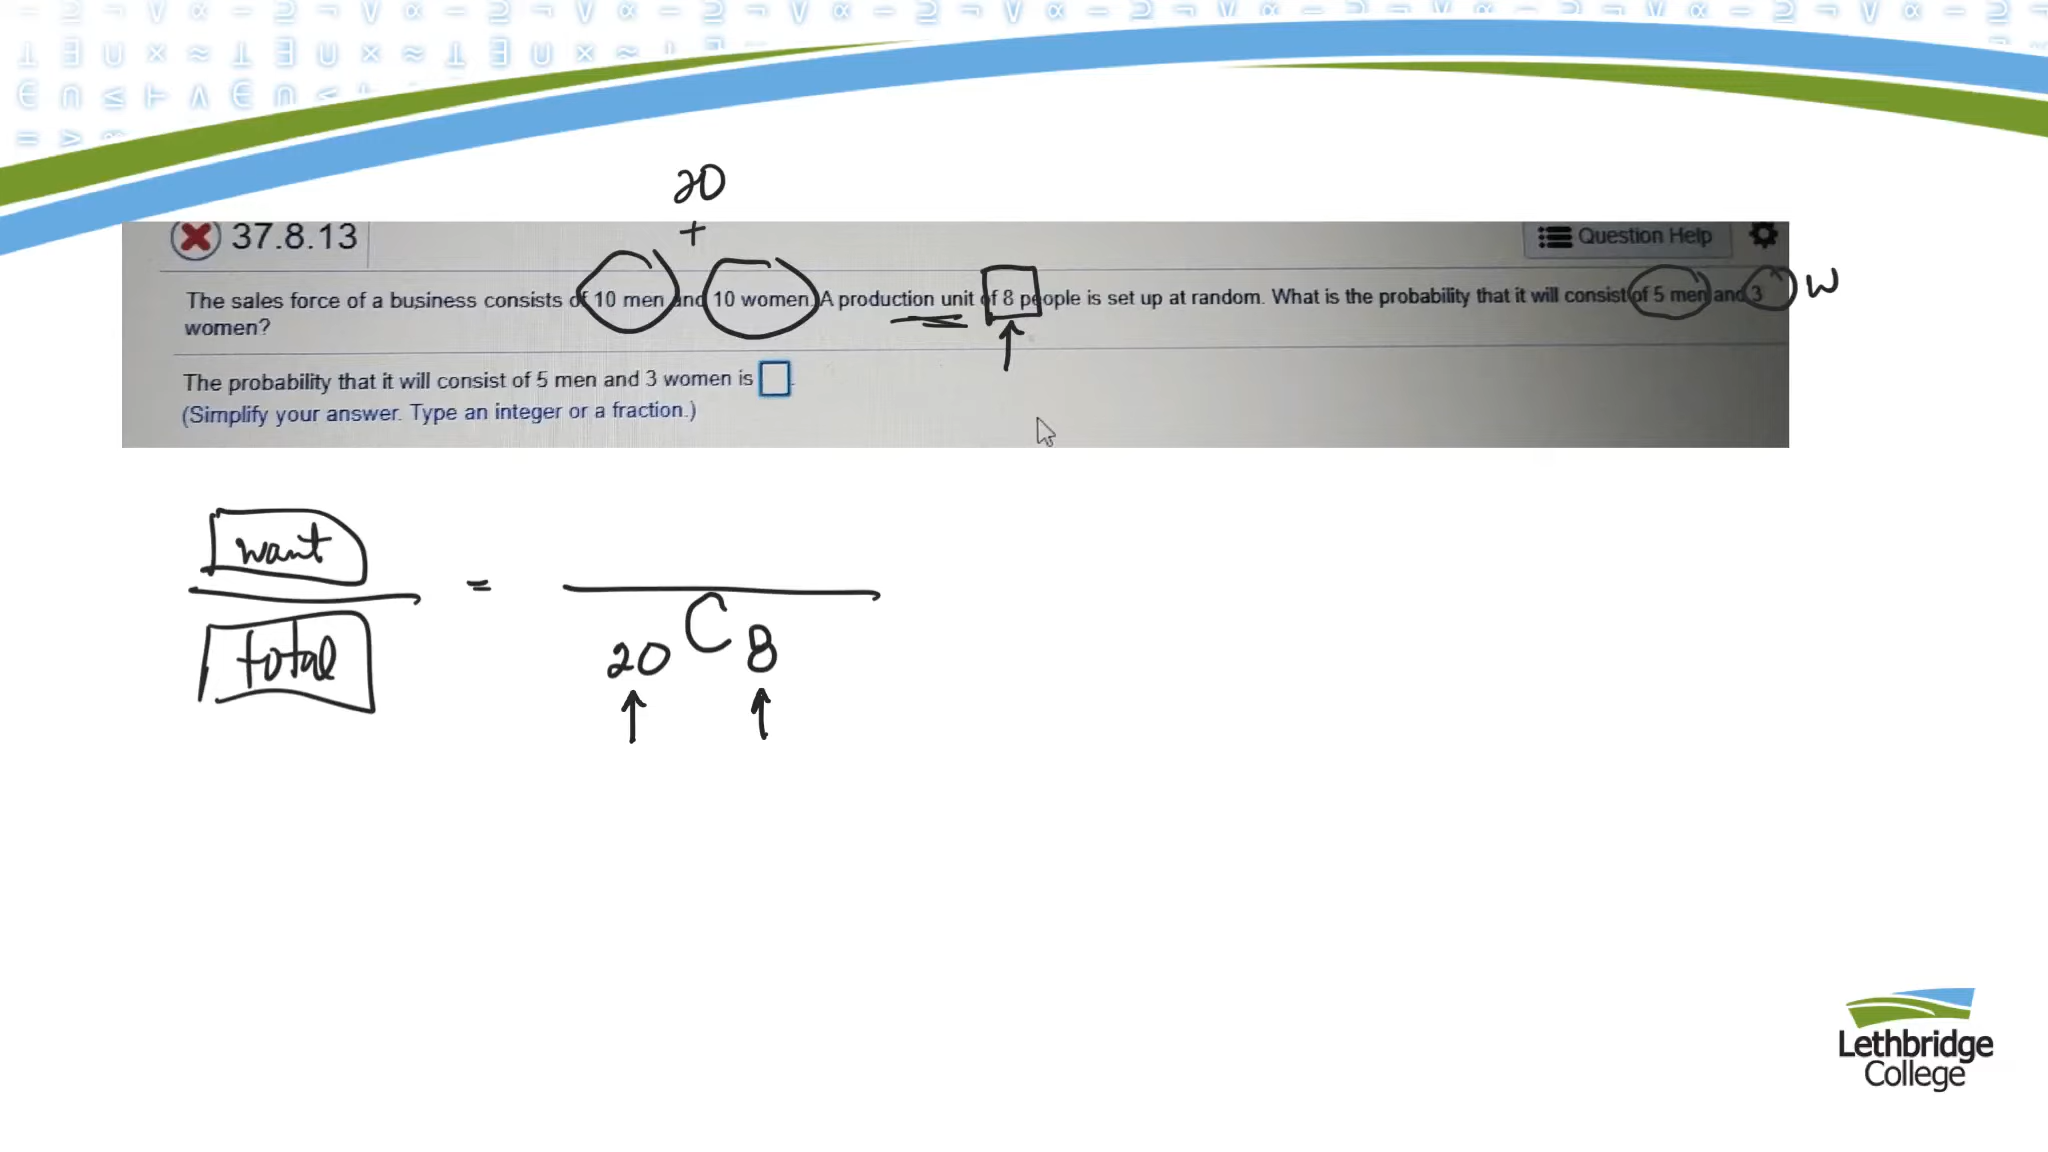 20
+
37.8.13
Question Help
The sales force of a business consists of 10 men and 10 women. A production unit of 8 people is set up at random. What is the probability that it will consist of 5 men and 3 W
women?
The probability that it will consist of 5 men and 3 women is
(Simplify your answer. Type an integer or a fraction.)
want
=
total
20 C 8
Lethbridge
College